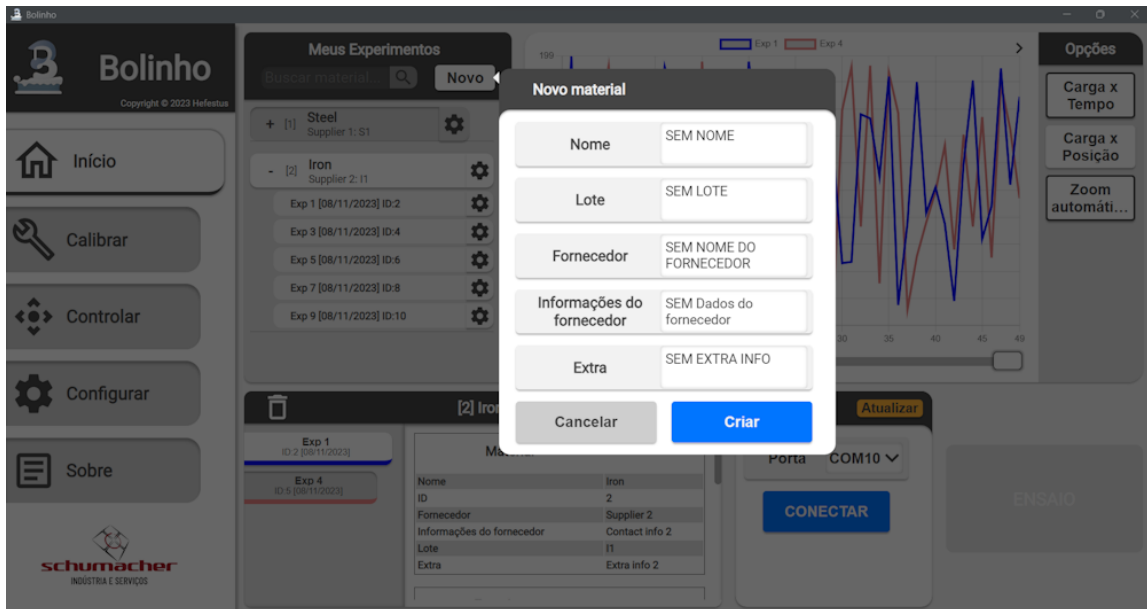 Bolinho
Bolinho
Copyright © 2023 Hefestus
Início
Calibrar
Controlar
Configurar
Sobre
schumacher
INDÚSTRIA E SERVIÇOS
Meus Experimentos
Buscar material...
Novo
+ [1] Steel
Supplier 1: S1
- [2] Iron
Supplier 2: I1
Exp 1 [08/11/2023] ID:2
Exp 3 [08/11/2023] ID:4
Exp 5 [08/11/2023] ID:6
Exp 7 [08/11/2023] ID:8
Exp 9 [08/11/2023] ID:10
Exp 1 Exp 4
199
30 35 40 45 49
Opções
Carga x
Tempo
Carga x
Posição
Zoom
automáti...
Novo material
Nome
SEM NOME
Lote
SEM LOTE
Fornecedor
SEM NOME DO
FORNECEDOR
Informações do
fornecedor
SEM Dados do
fornecedor
Extra
SEM EXTRA INFO
Cancelar
Criar
[2] Iron
Exp 1
ID:2 [08/11/2023]
Exp 4
ID:5 [08/11/2023]
Nome Iron
ID 2
Fornecedor Supplier 2
Informações do fornecedor Contact info 2
Lote I1
Extra Extra info 2
Atualizar
Porta COM10
CONECTAR
ENSAIO